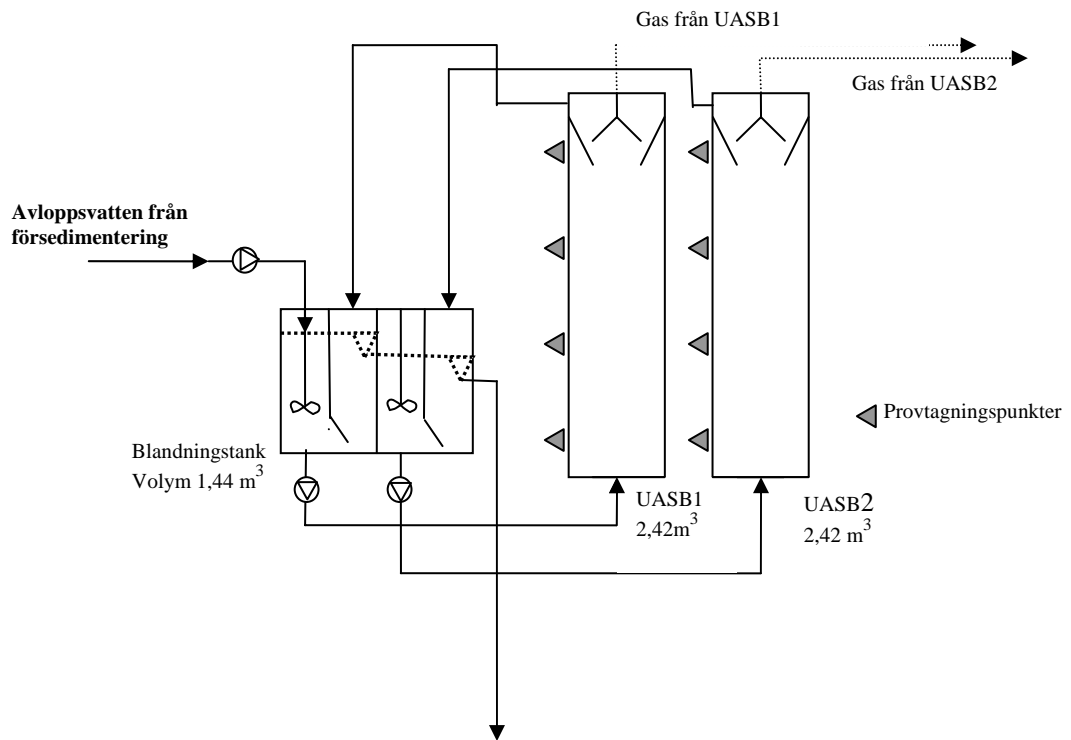 Gas från UASB1
Gas från UASB2
Avloppsvatten från
försedimentering
Provtagningspunkter
Blandningstank
Volym 1,44 m³
UASB1
2,42m³
UASB2
2,42 m³